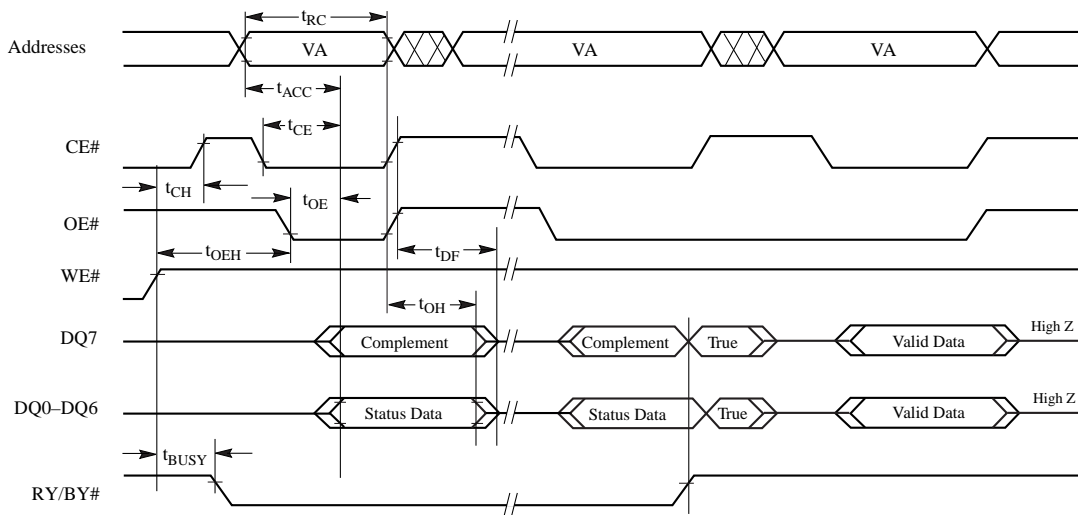 tRC
Addresses VA VA VA
tACC
tCE
CE#
tCH
tOE
OE#
tOEH tDF
WE#
tOH
DQ7 Complement Complement True Valid Data High Z
DQ0–DQ6 Status Data Status Data True Valid Data High Z
tBUSY
RY/BY#